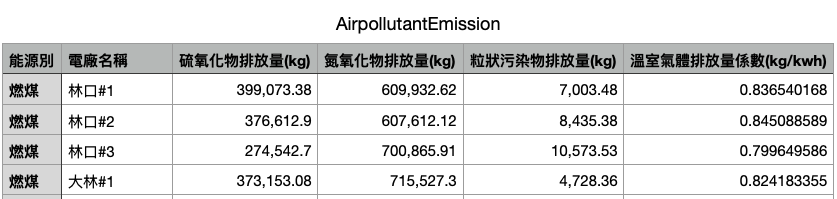 AirpollutantEmission
能源別 電廠名稱 硫氧化物排放量(kg) 氮氧化物排放量(kg) 粒狀污染物排放量(kg) 溫室氣體排放量係數(kg/kwh)
燃煤 林口#1 399,073.38 609,932.62 7,003.48 0.836540168
燃煤 林口#2 376,612.9 607,612.12 8,435.38 0.845088589
燃煤 林口#3 274,542.7 700,865.91 10,573.53 0.799649586
燃煤 大林#1 373,153.08 715,527.3 4,728.36 0.824183355